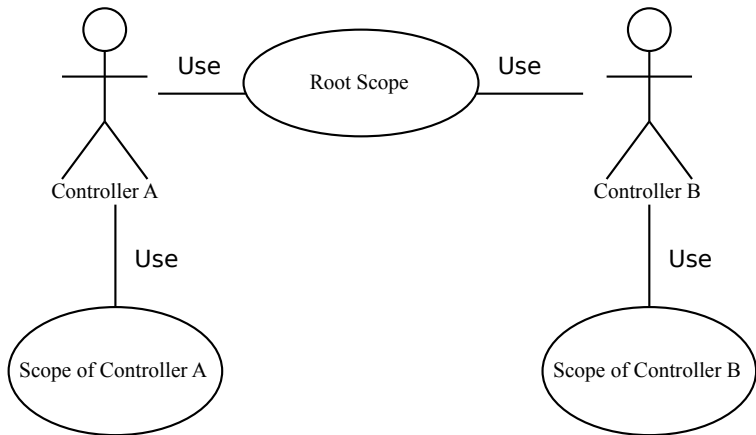 Use
Root Scope
Use
Controller A
Controller B
Use
Use
Scope of Controller A
Scope of Controller B